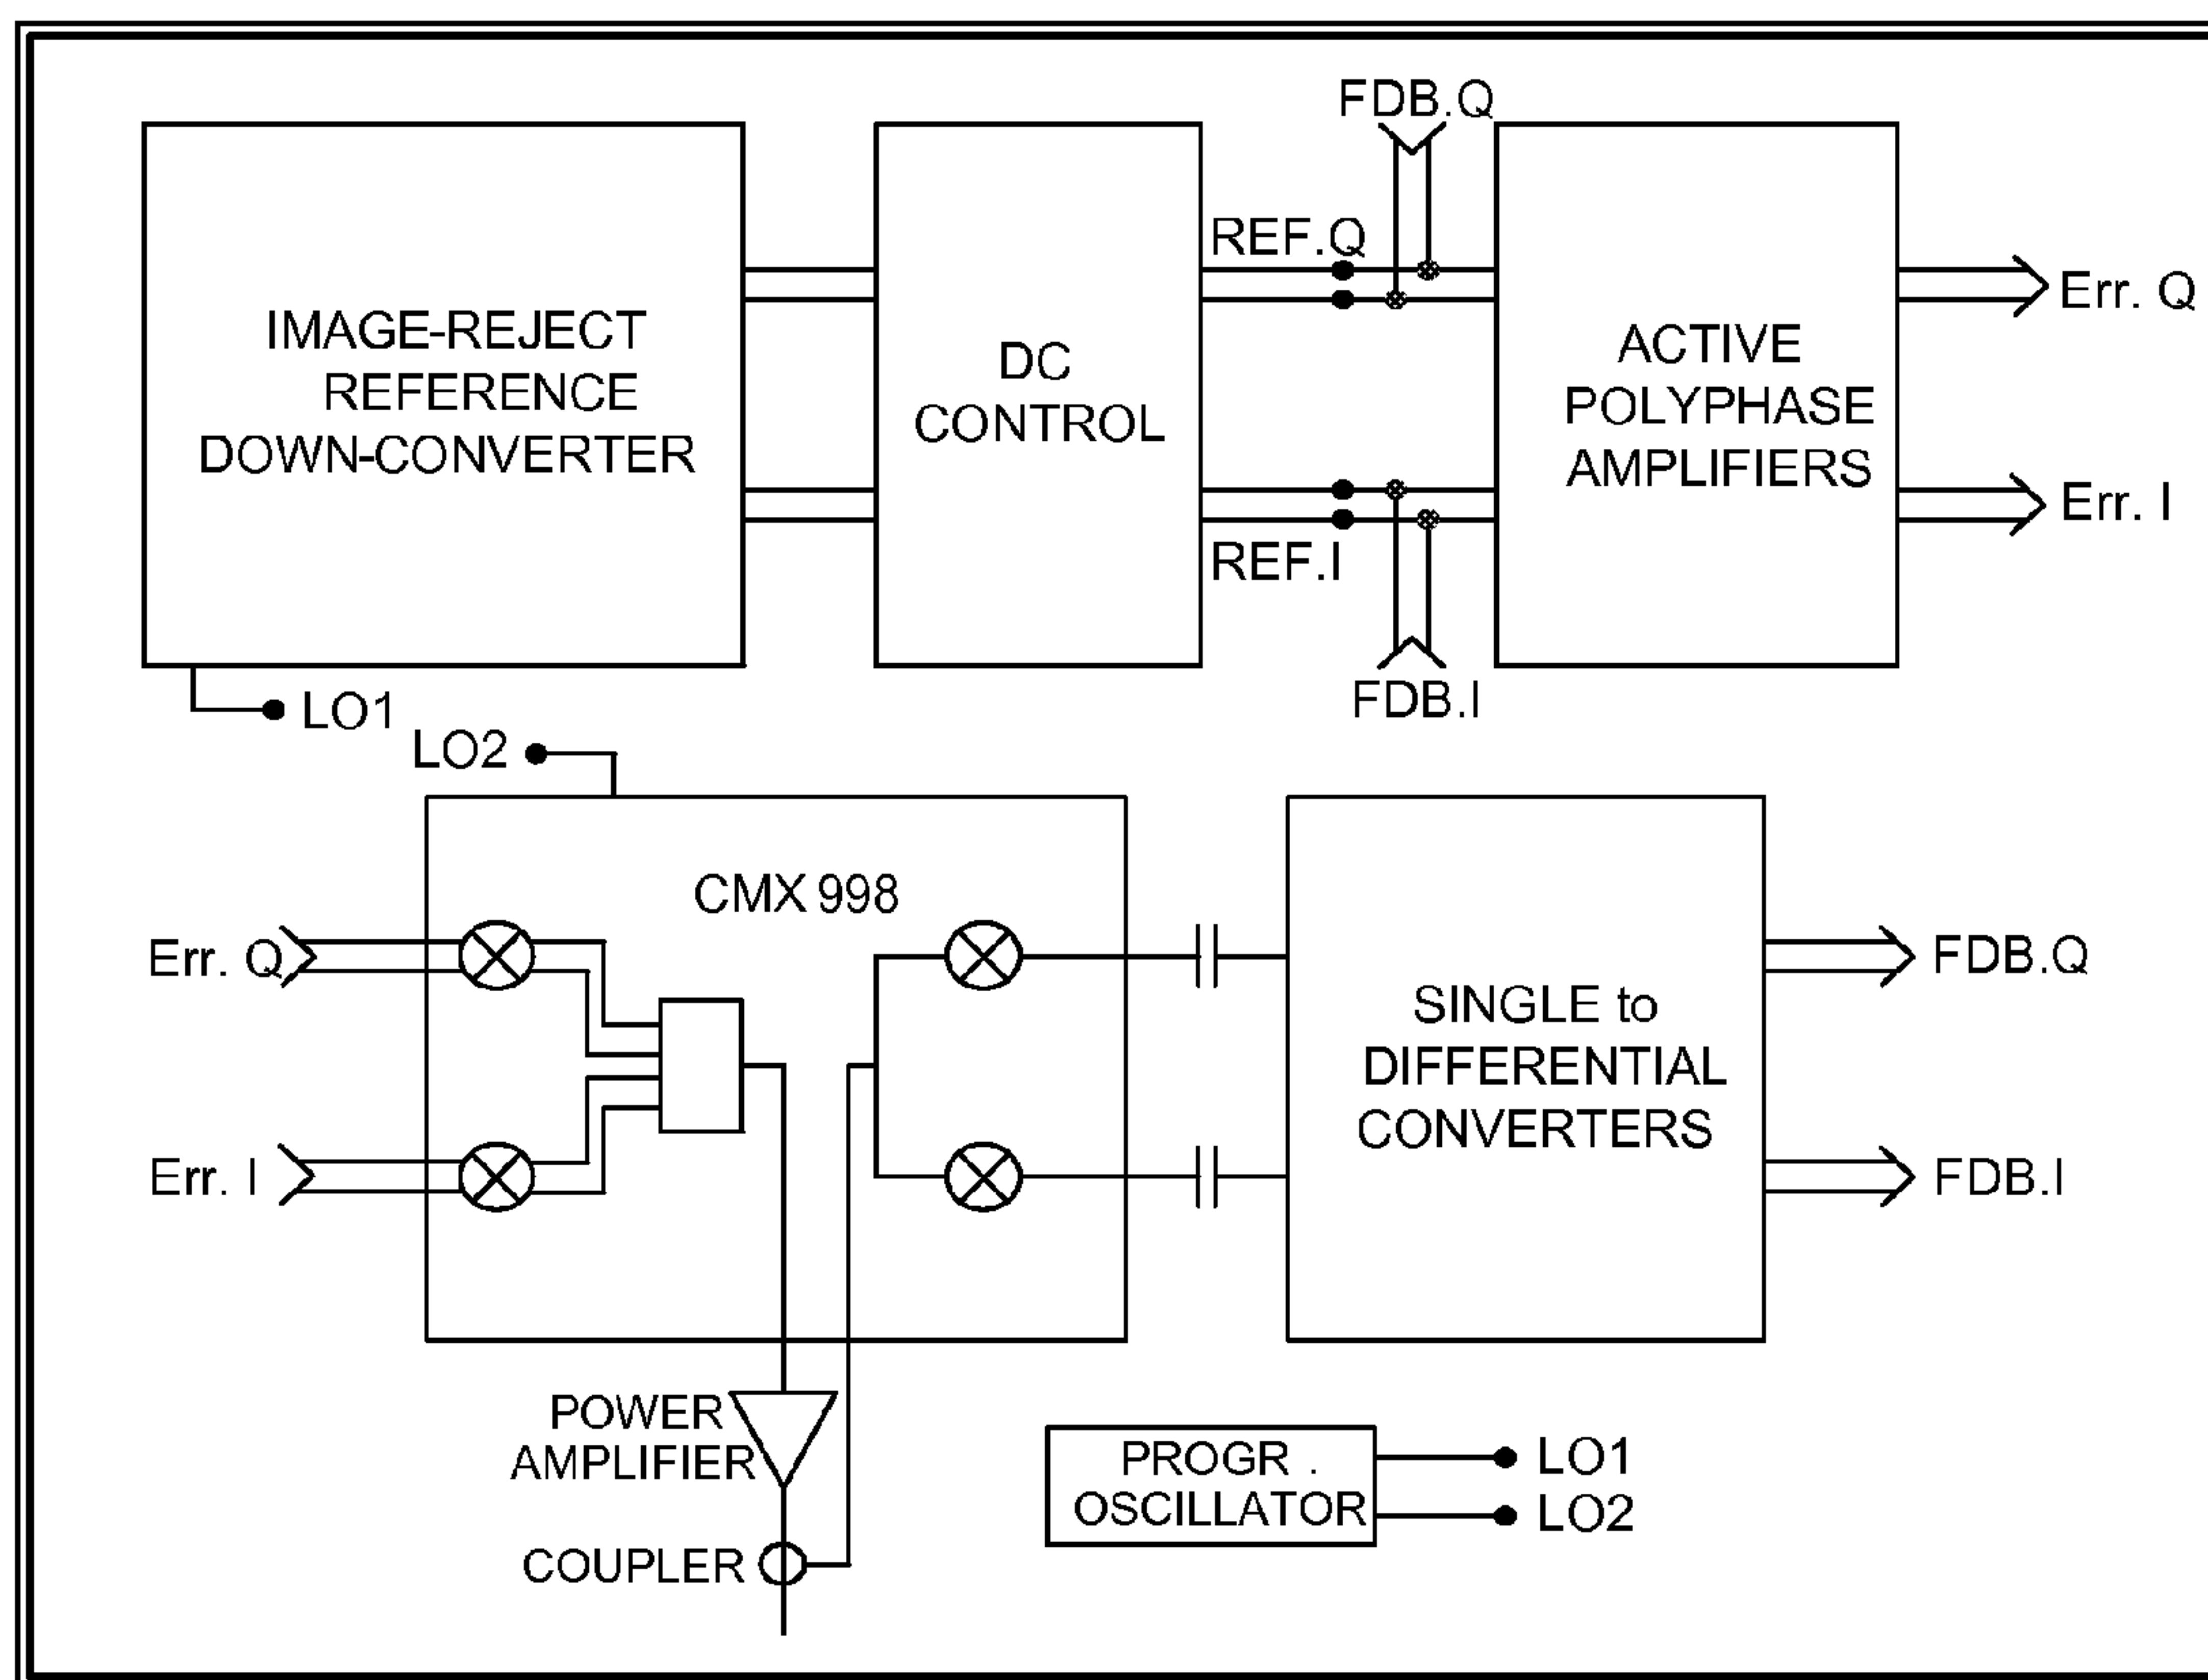 FDB.Q
IMAGE-REJECT
REFERENCE
DOWN-CONVERTER
DC
CONTROL
REF.Q
REF.I
FDB.I
ACTIVE
POLYPHASE
AMPLIFIERS
Err. Q
Err. I
LO1
LO2
CMX 998
Err. Q
Err. I
SINGLE to
DIFFERENTIAL
CONVERTERS
FDB.Q
FDB.I
POWER
AMPLIFIER
COUPLER
PROGR .
OSCILLATOR
LO1
LO2